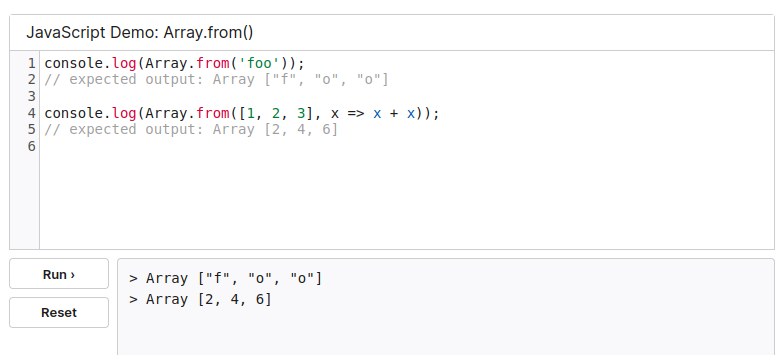 JavaScript Demo: Array.from()
1 console.log(Array.from('foo'));
2 // expected output: Array ["f", "o", "o"]
3
4 console.log(Array.from([1, 2, 3], x => x + x));
5 // expected output: Array [2, 4, 6]
6
Run ›
Reset
> Array ["f", "o", "o"]
> Array [2, 4, 6]